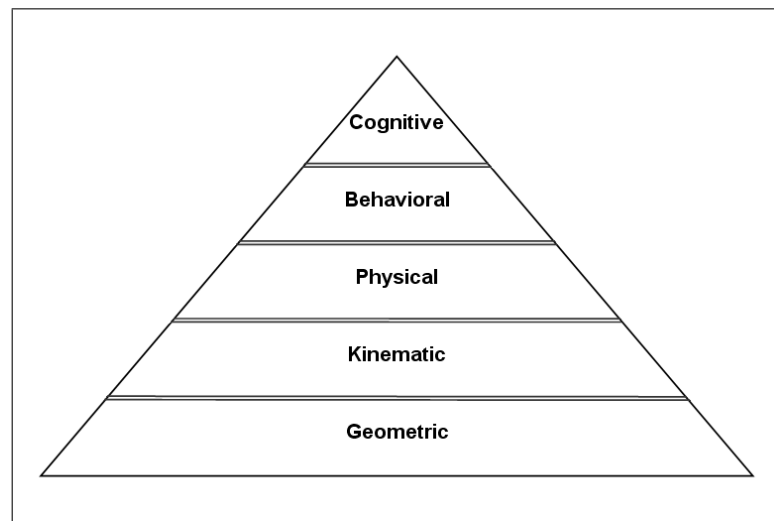 Cognitive
Behavioral
Physical
Kinematic
Geometric